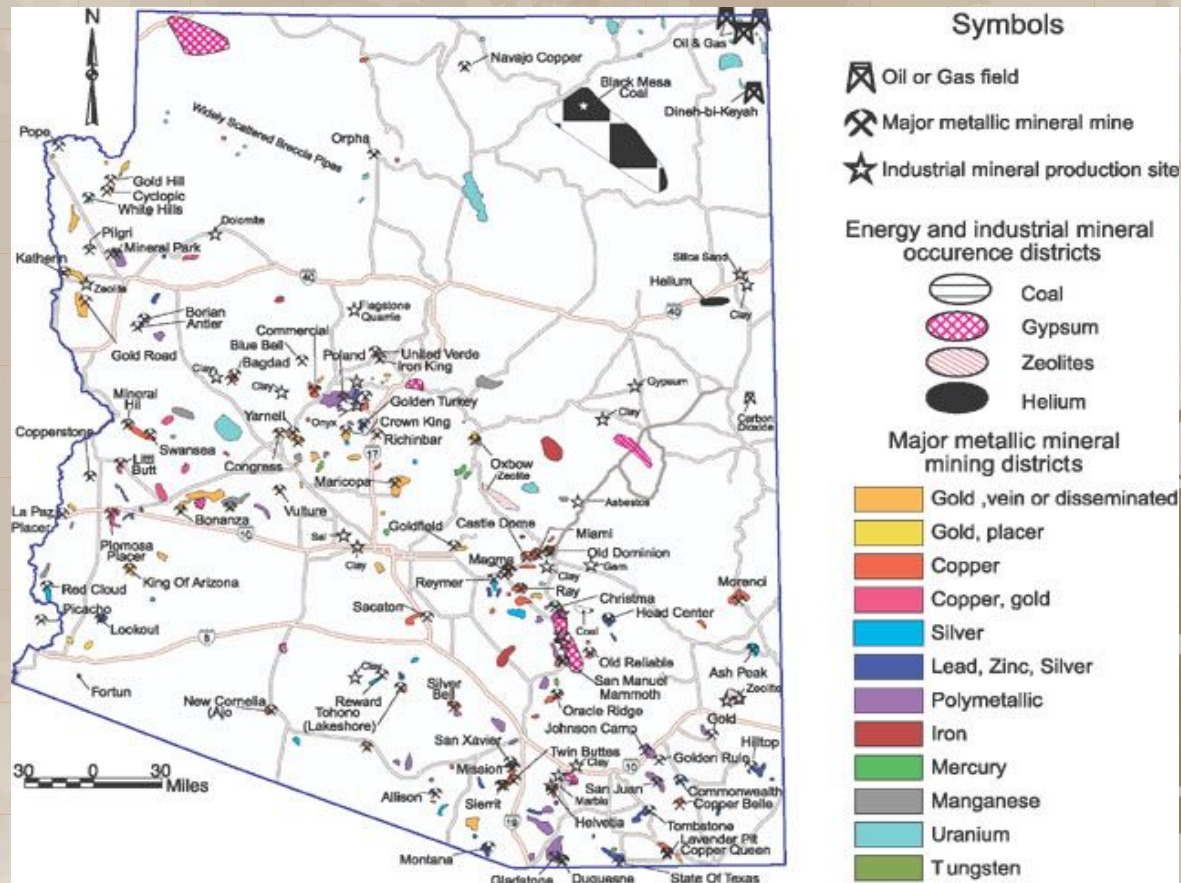 N
Oil & Gas
Navajo Copper
Black Mesa
Coal
Dineh-bi-Keyah
Widely Scattered Breccia Pipes
Pope
Orpha
Gold Hill
Cyclopic
White Hills
Dolomite
Pilgri
Mineral Park
Katherin
Zeolite
40
Silica Sand
Helium
40
Clay
Borian
Antler
Flagstone
Quarrie
Gold Road
Commercial
Blue Bell
Bagdad
Poland
United Verde
Iron King
Clay
Clay
Gypsum
Mineral
Hil
Golden Turkey
Carbon
Dioxide
Yarnell
Onyx
Crown King
Richinbar
Clay
Copperstone
Swansea
Congress
17
Oxbow
Zeolite
Littl
Butt
Maricopa
Asbestos
La Paz
Placer
Bonanza
Vulture
Goldfield
Castle Dome
Miami
Plomosa
Placer
10
Sal
Clay
Magma
Old Dominion
Gem
Clay
King Of Arizona
Reymer
Ray
Morenci
Red Cloud
Picacho
Lookout
Sacaton
Christma
Head Center
Coal
8
Old Reliable
Ash Peak
Zeolite
Fortun
Clay
Reward
Silver
Bell
San Manuel
Mammoth
New Cornelia
(Ajo
Tohono
(Lakeshore)
Oracle Ridge
Johnson Camp
Gold
Hilltop
San Xavier
Twin Buttes
Golden Rulo
Mission
Clay
10
30 0 30
Miles
Allison
Sierrit
Marble
San Juan
Commonwealth
Copper Belle
Helvetia
19
Tombstone
Lavender Pit
Copper Queen
Montana
Gladstone
Duquesne
State Of Texas
Symbols
Oil or Gas field
Major metallic mineral mine
Industrial mineral production site
Energy and industrial mineral
occurence districts
Coal
Gypsum
Zeolites
Helium
Major metallic mineral
mining districts
Gold ,vein or disseminated
Gold, placer
Copper
Copper, gold
Silver
Lead, Zinc, Silver
Polymetallic
Iron
Mercury
Manganese
Uranium
Tungsten